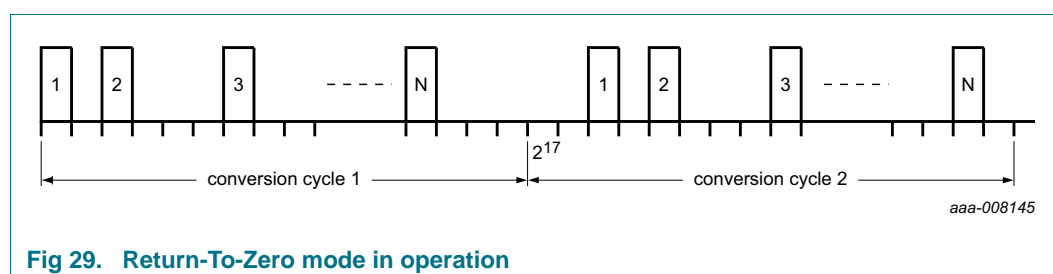 1 2 3 N 1 2 3 N
2^17
conversion cycle 1 conversion cycle 2
aaa-008145
Fig 29. Return-To-Zero mode in operation